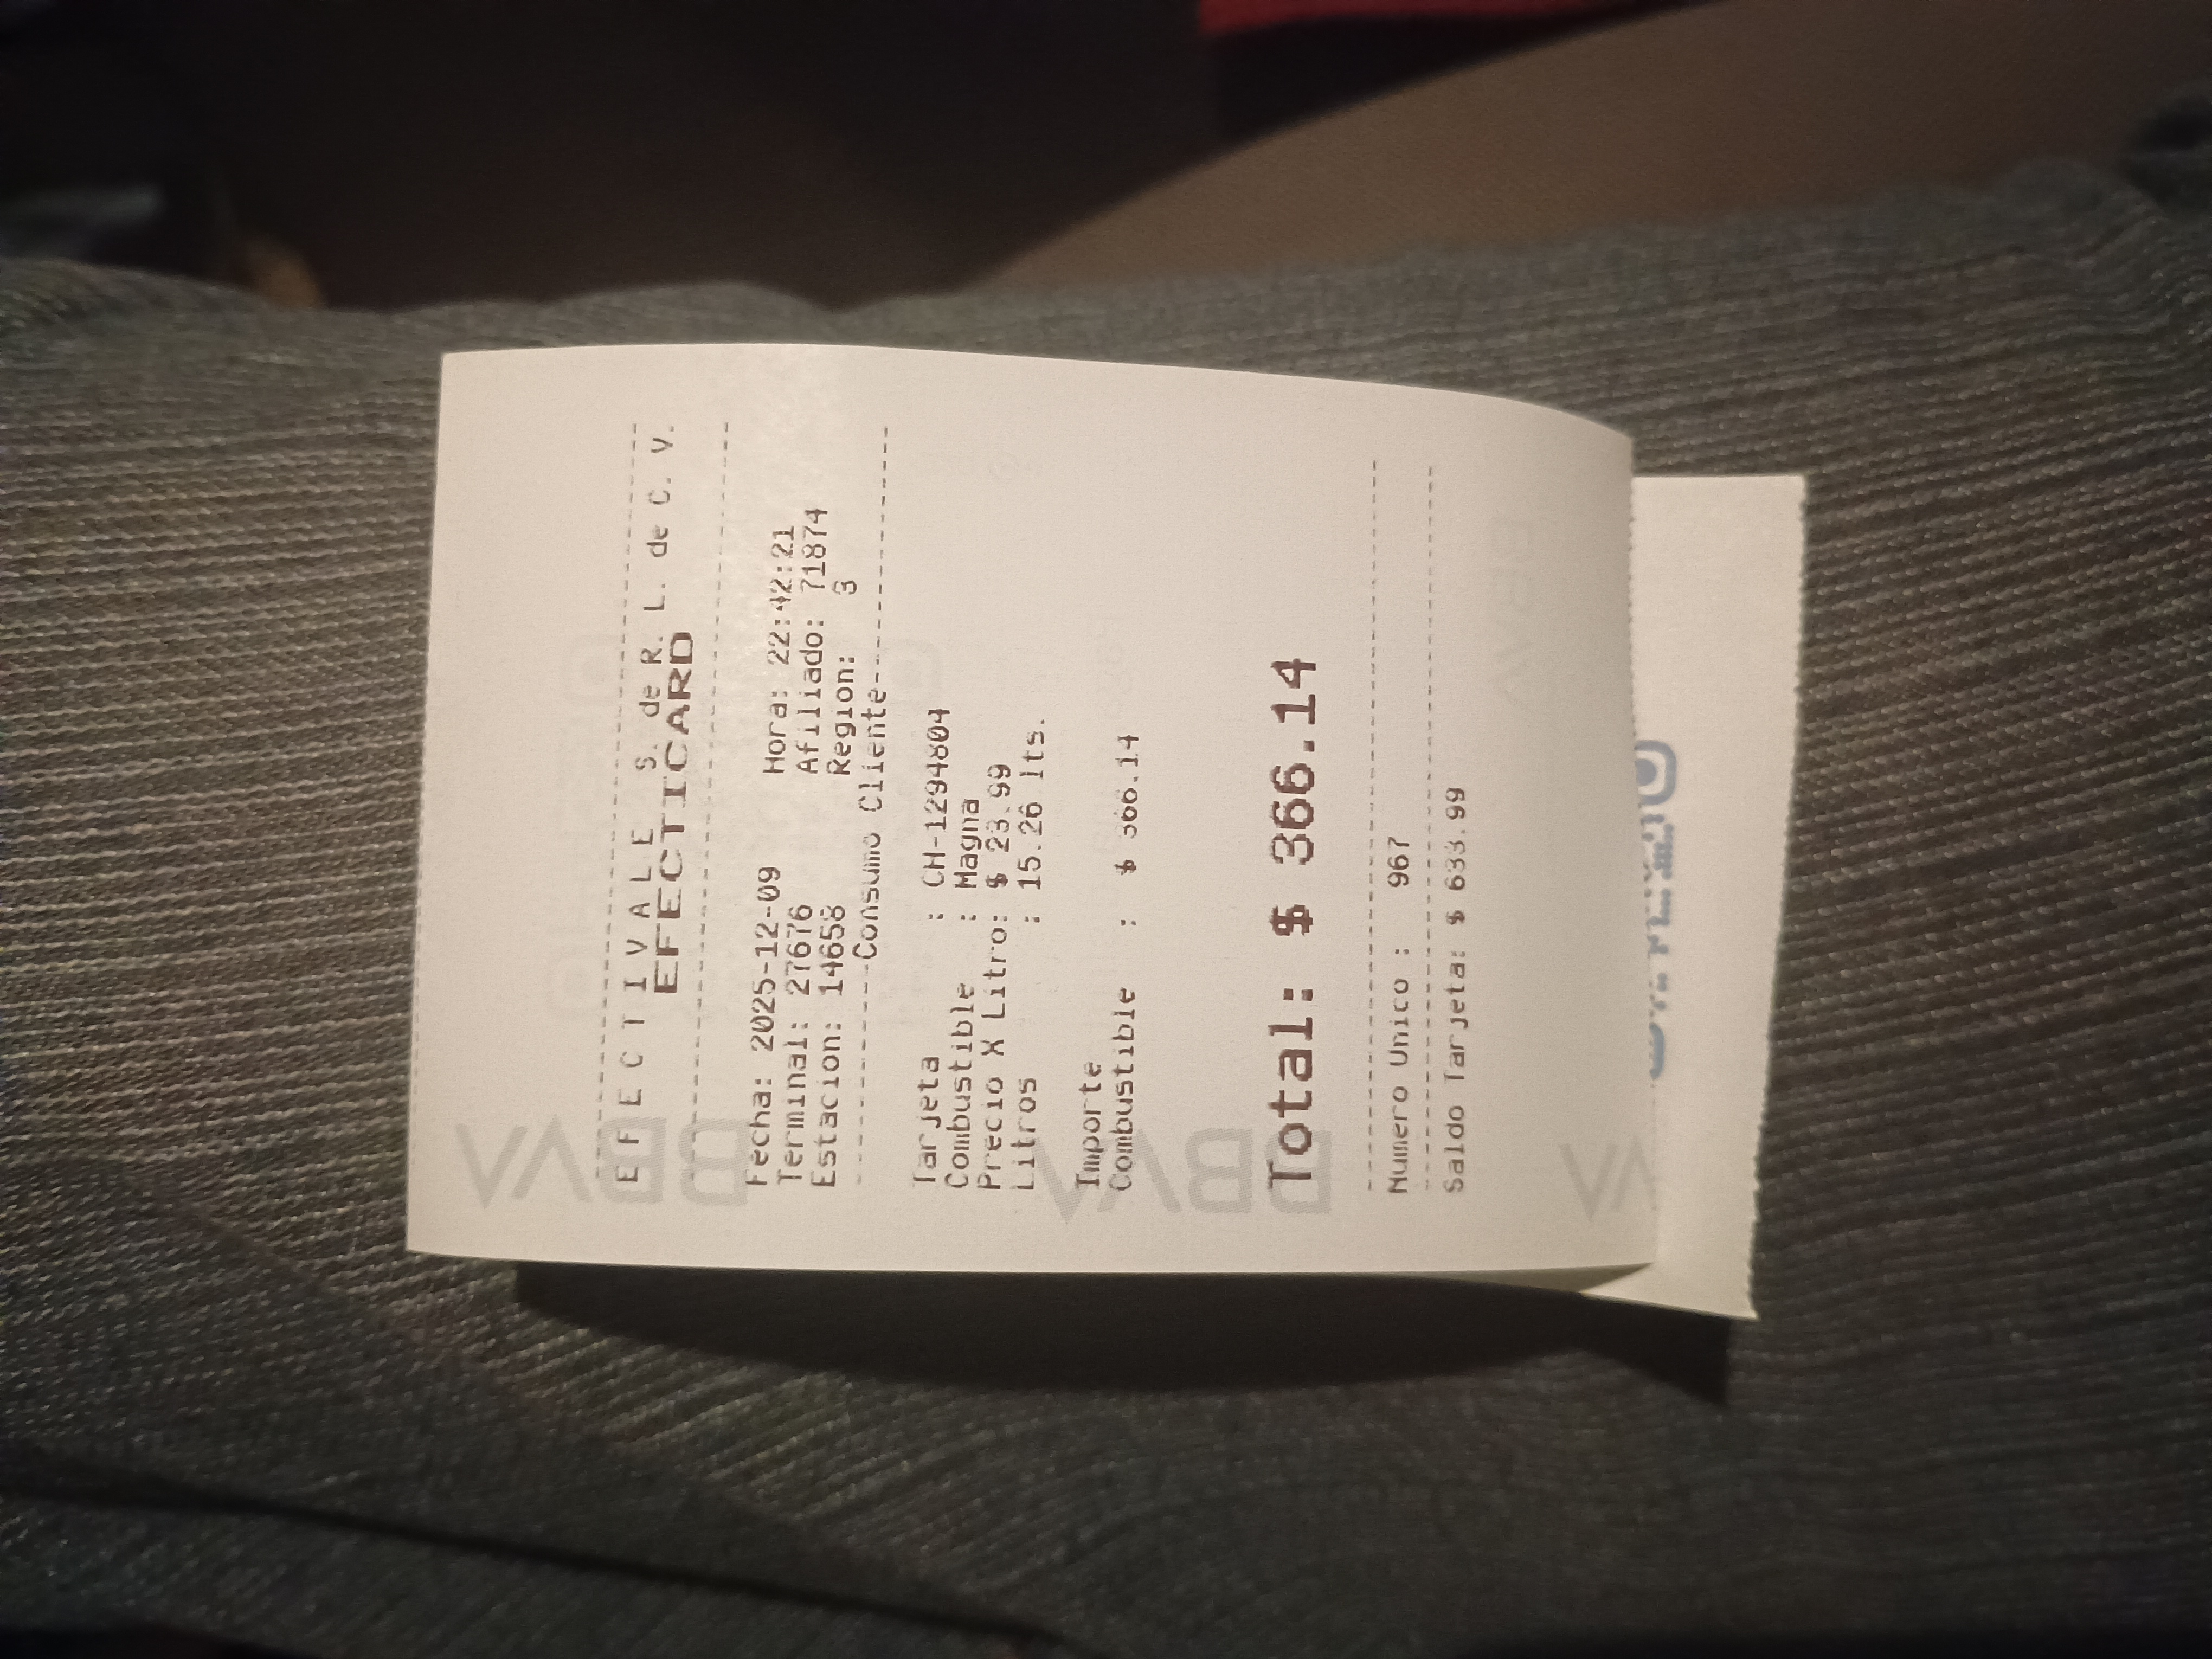 E F E C T I V A L E  S. de R. L. de C. V.
EFECTICARD
Fecha: 2025-12-09 Hora: 22:42:21
Terminal: 27676 Afiliado: 71874
Estacion: 14658 Region: 3
Consumo Cliente
Tarjeta : CH-1294804
Combustible : Magna
Precio X Litro: $ 23.99
Litros : 15.26 lts.
Importe
Combustible : $ 366.14
Total: $ 366.14
Numero Unico : 967
Saldo Tarjeta: $ 633.99
BBVA
BBVA